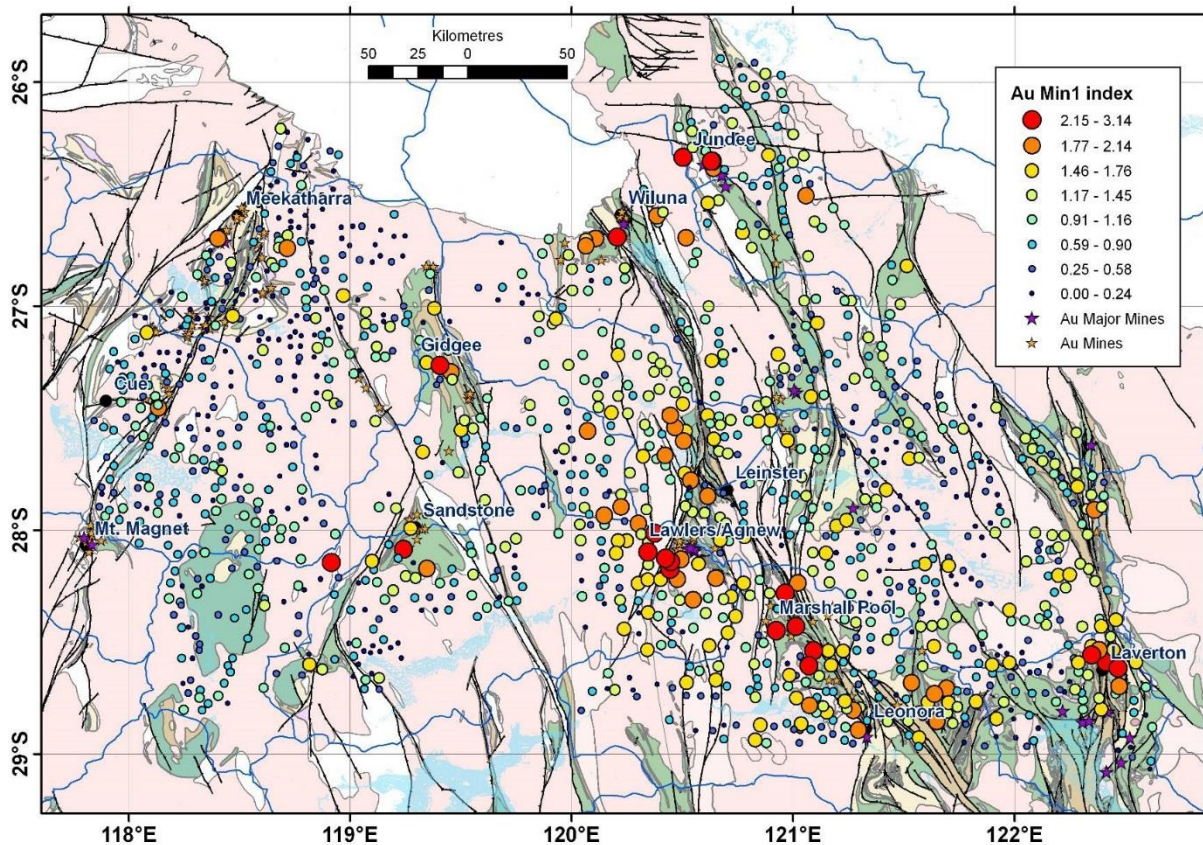 Kilometres
50 25 0 50
26°S
27°S
28°S
29°S
118°E 119°E 120°E 121°E 122°E
Au Min1 index
2.15 - 3.14
1.77 - 2.14
1.46 - 1.76
1.17 - 1.45
0.91 - 1.16
0.59 - 0.90
0.25 - 0.58
0.00 - 0.24
Au Major Mines
Au Mines
Jundee
Meekatharra
Wiluna
Gidgee
Cue
Leinster
Sandstone
Mt. Magnet
Lawlers/Agnew
Marshall Pool
Laverton
Leonora